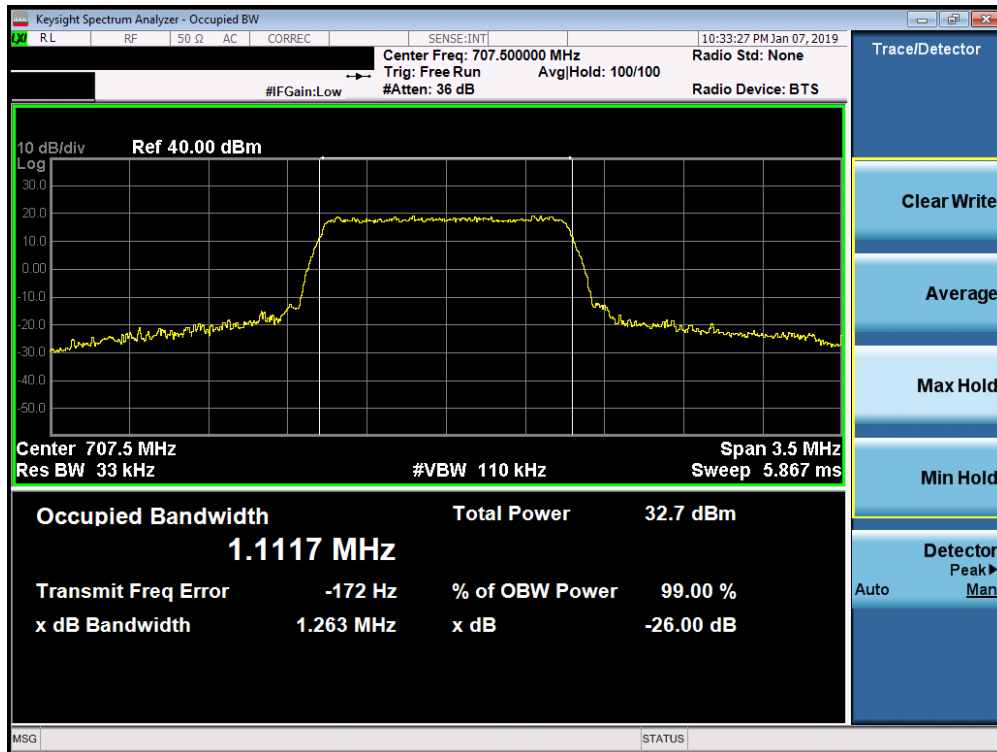 Keysight Spectrum Analyzer - Occupied BW
LXI RL RF 50 Ω AC CORREC SENSE:INT 10:33:27 PM Jan 07, 2019
Center Freq: 707.500000 MHz Radio Std: None
Trig: Free Run Avg|Hold: 100/100
#IFGain:Low #Atten: 36 dB Radio Device: BTS
10 dB/div Ref 40.00 dBm
Log
30.0
20.0
10.0
0.00
-10.0
-20.0
-30.0
-40.0
-50.0
Center 707.5 MHz Span 3.5 MHz
Res BW 33 kHz #VBW 110 kHz Sweep 5.867 ms
Occupied Bandwidth Total Power 32.7 dBm
1.1117 MHz
Transmit Freq Error -172 Hz % of OBW Power 99.00 %
x dB Bandwidth 1.263 MHz x dB -26.00 dB
MSG STATUS
Trace/Detector
Clear Write
Average
Max Hold
Min Hold
Detector
Peak▶
Auto Man